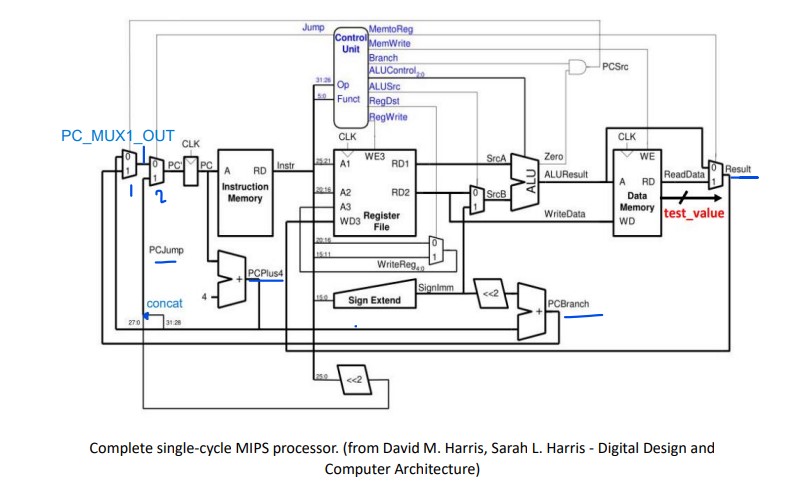 Jump
Control
Unit
MemtoReg
MemWrite
Branch
ALUControl2:0
ALUSrc
RegDst
RegWrite
31:26 Op
5:0 Funct
PCSrc
PC_MUX1_OUT
CLK
CLK
CLK
0
1
0
1
PC'
PC
A RD
Instruction
Memory
Instr
25:21 A1
WE3
RD1
20:16 A2
RD2
A3
WD3
Register
File
SrcA
0
1
SrcB
ALU
Zero
ALUResult
WriteData
WE
A RD
Data
Memory
WD
ReadData
0
1
Result
test_value
1
2
20:16
15:11
0
1
WriteReg4:0
PCJump
+
PCPlus4
4
SignImm
15:0
Sign Extend
<<2
+
PCBranch
concat
27:0
31:28
25:0
<<2
Complete single-cycle MIPS processor. (from David M. Harris, Sarah L. Harris - Digital Design and
Computer Architecture)